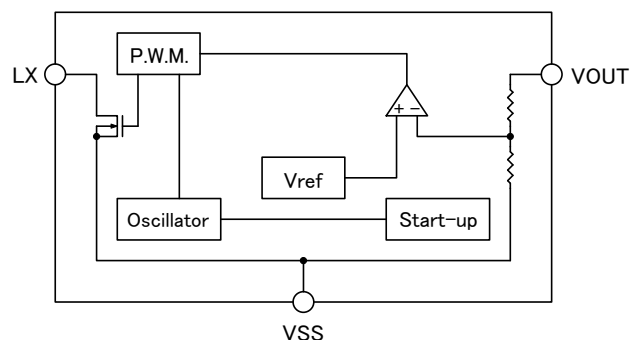 P.W.M.
LX
VOUT
+ -
Vref
Oscillator
Start-up
VSS